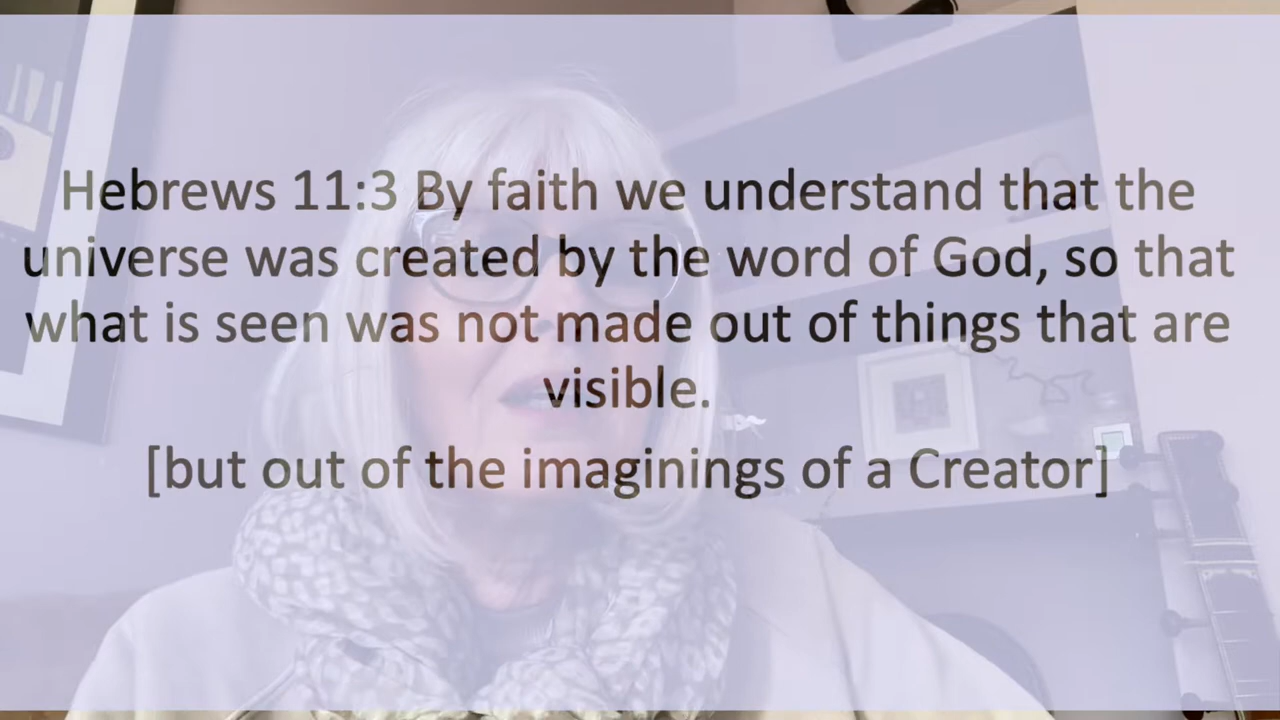 Hebrews 11:3 By faith we understand that the
universe was created by the word of God, so that
what is seen was not made out of things that are
visible.
[but out of the imaginings of a Creator]